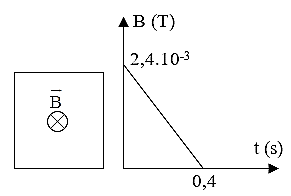 B (T)
2,4.10⁻³
B̅
t (s)
0,4